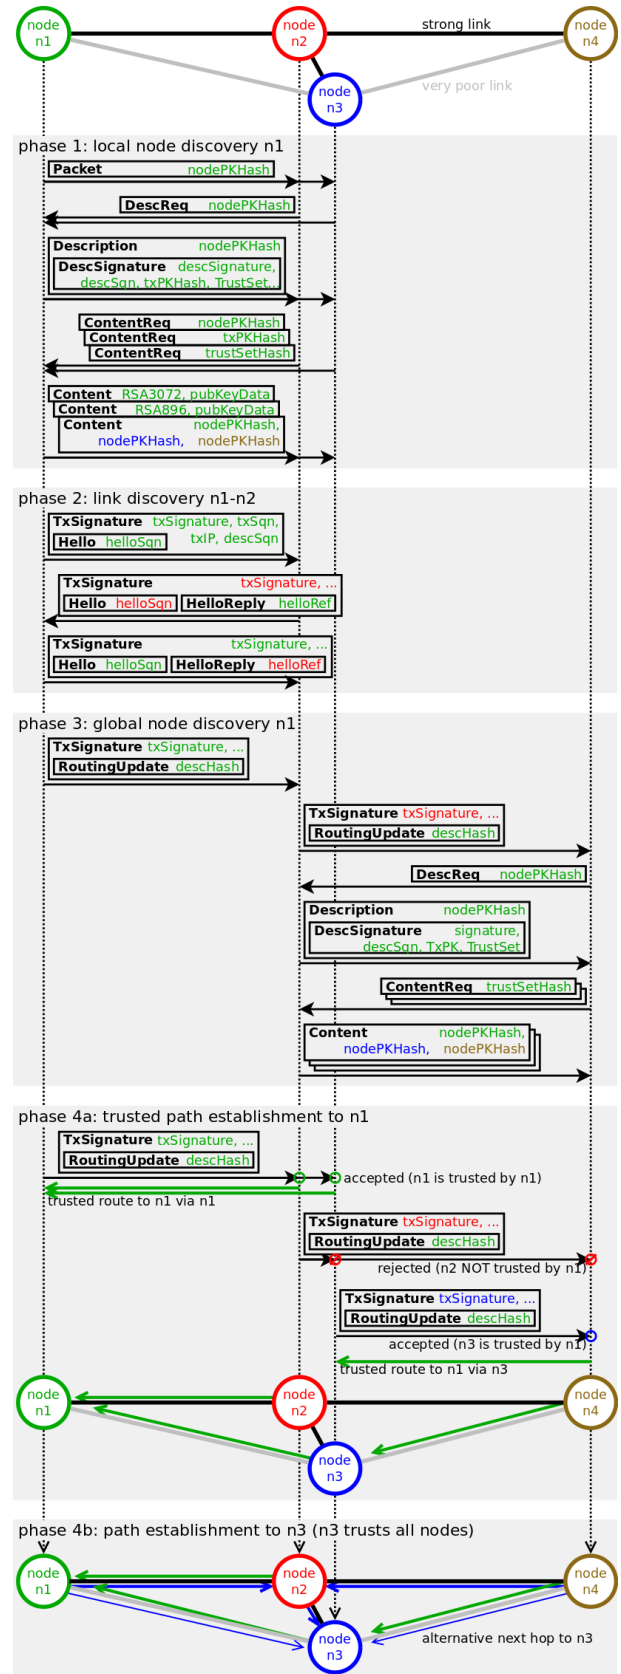 node
n1
node
n2
strong link
node
n4
node
n3
very poor link
phase 1: local node discovery n1
Packet nodePKHash
DescReq nodePKHash
Description nodePKHash
DescSignature descSignature,
descSqn, txPKHash, TrustSet...
ContentReq nodePKHash
ContentReq txPKHash
ContentReq trustSetHash
Content RSA3072, pubKeyData
Content RSA896, pubKeyData
Content nodePKHash,
nodePKHash, nodePKHash
phase 2: link discovery n1-n2
TxSignature txSignature, txSqn,
Hello helloSqn txIP, descSqn
TxSignature txSignature, ...
Hello helloSqn HelloReply helloRef
TxSignature txSignature, ...
Hello helloSqn HelloReply helloRef
phase 3: global node discovery n1
TxSignature txSignature, ...
RoutingUpdate descHash
TxSignature txSignature, ...
RoutingUpdate descHash
DescReq nodePKHash
Description nodePKHash
DescSignature signature,
descSqn, TxPK, TrustSet
ContentReq trustSetHash
Content nodePKHash,
nodePKHash, nodePKHash
phase 4a: trusted path establishment to n1
TxSignature txSignature, ...
RoutingUpdate descHash
accepted (n1 is trusted by n1)
trusted route to n1 via n1
TxSignature txSignature, ...
RoutingUpdate descHash
rejected (n2 NOT trusted by n1)
TxSignature txSignature, ...
RoutingUpdate descHash
accepted (n3 is trusted by n1)
trusted route to n1 via n3
node
n1
node
n2
node
n4
node
n3
phase 4b: path establishment to n3 (n3 trusts all nodes)
node
n1
node
n2
node
n4
node
n3
alternative next hop to n3